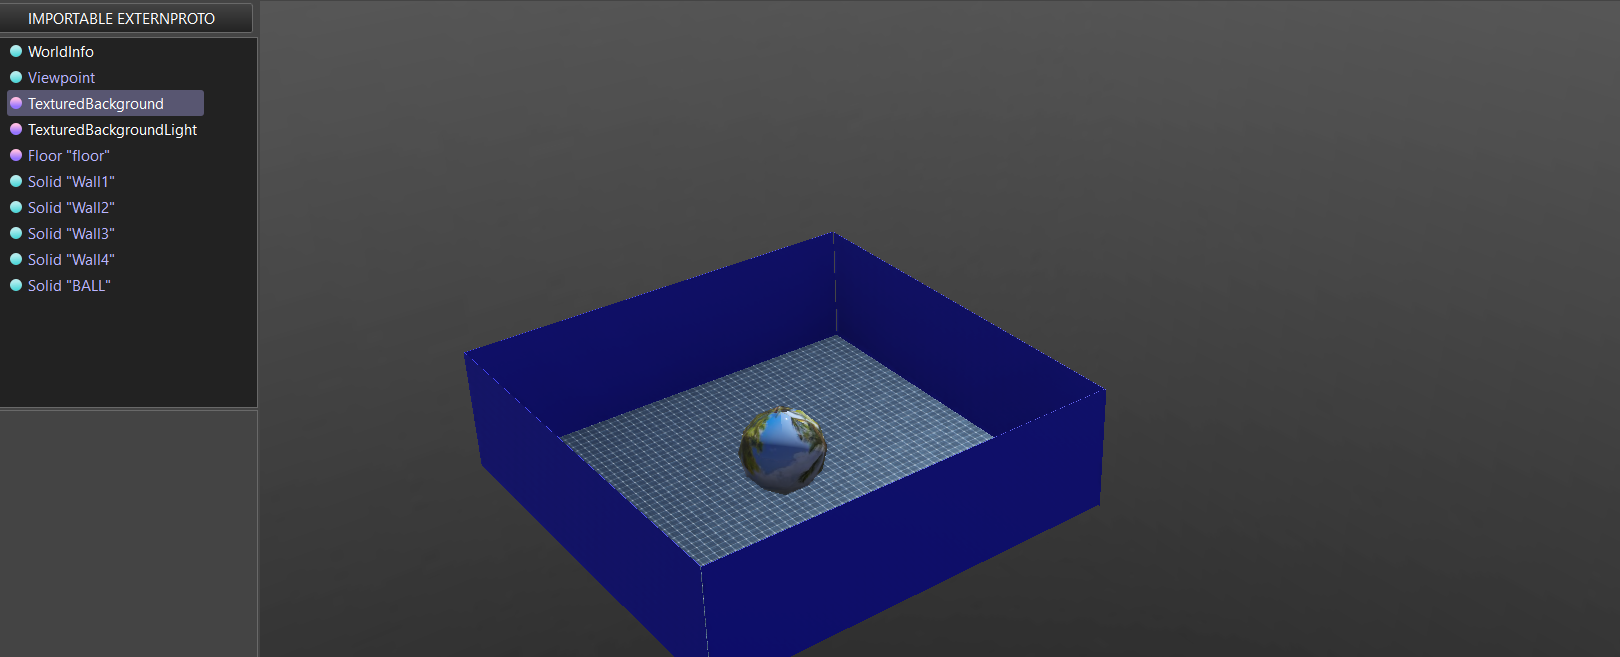 IMPORTABLE EXTERNPROTO
WorldInfo
Viewpoint
TexturedBackground
TexturedBackgroundLight
Floor "floor"
Solid "Wall1"
Solid "Wall2"
Solid "Wall3"
Solid "Wall4"
Solid "BALL"